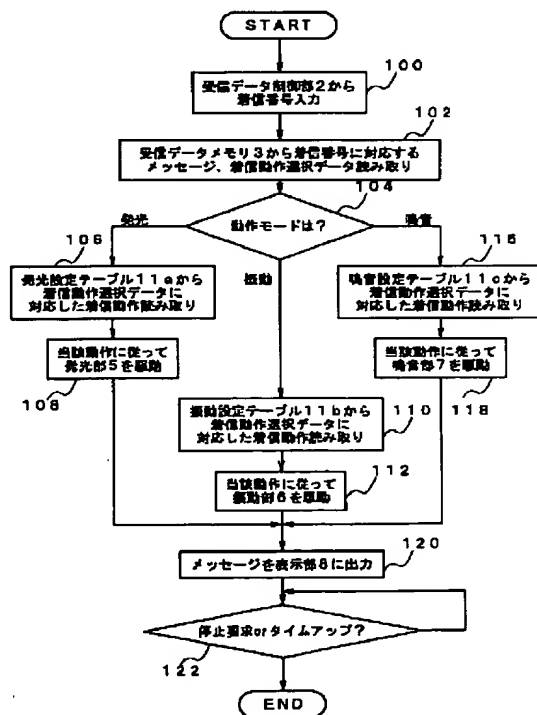 START
100
受信データ制御部2から
着信番号入力
102
受信データメモリ3から着信番号に対応する
メッセージ、着信動作選択データ読み取り
104
動作モードは?
発光
振動
鳴音
106
発光設定テーブル11aから
着信動作選択データに
対応した着信動作読み取り
116
鳴音設定テーブル11cから
着信動作選択データに
対応した着信動作読み取り
当該動作に従って
発光部5を駆動
108
当該動作に従って
鳴音部7を駆動
118
振動設定テーブル11bから
着信動作選択データに
対応した着信動作読み取り
110
当該動作に従って
振動部6を駆動
112
メッセージを表示部8に出力
120
停止要求orタイムアップ?
122
END